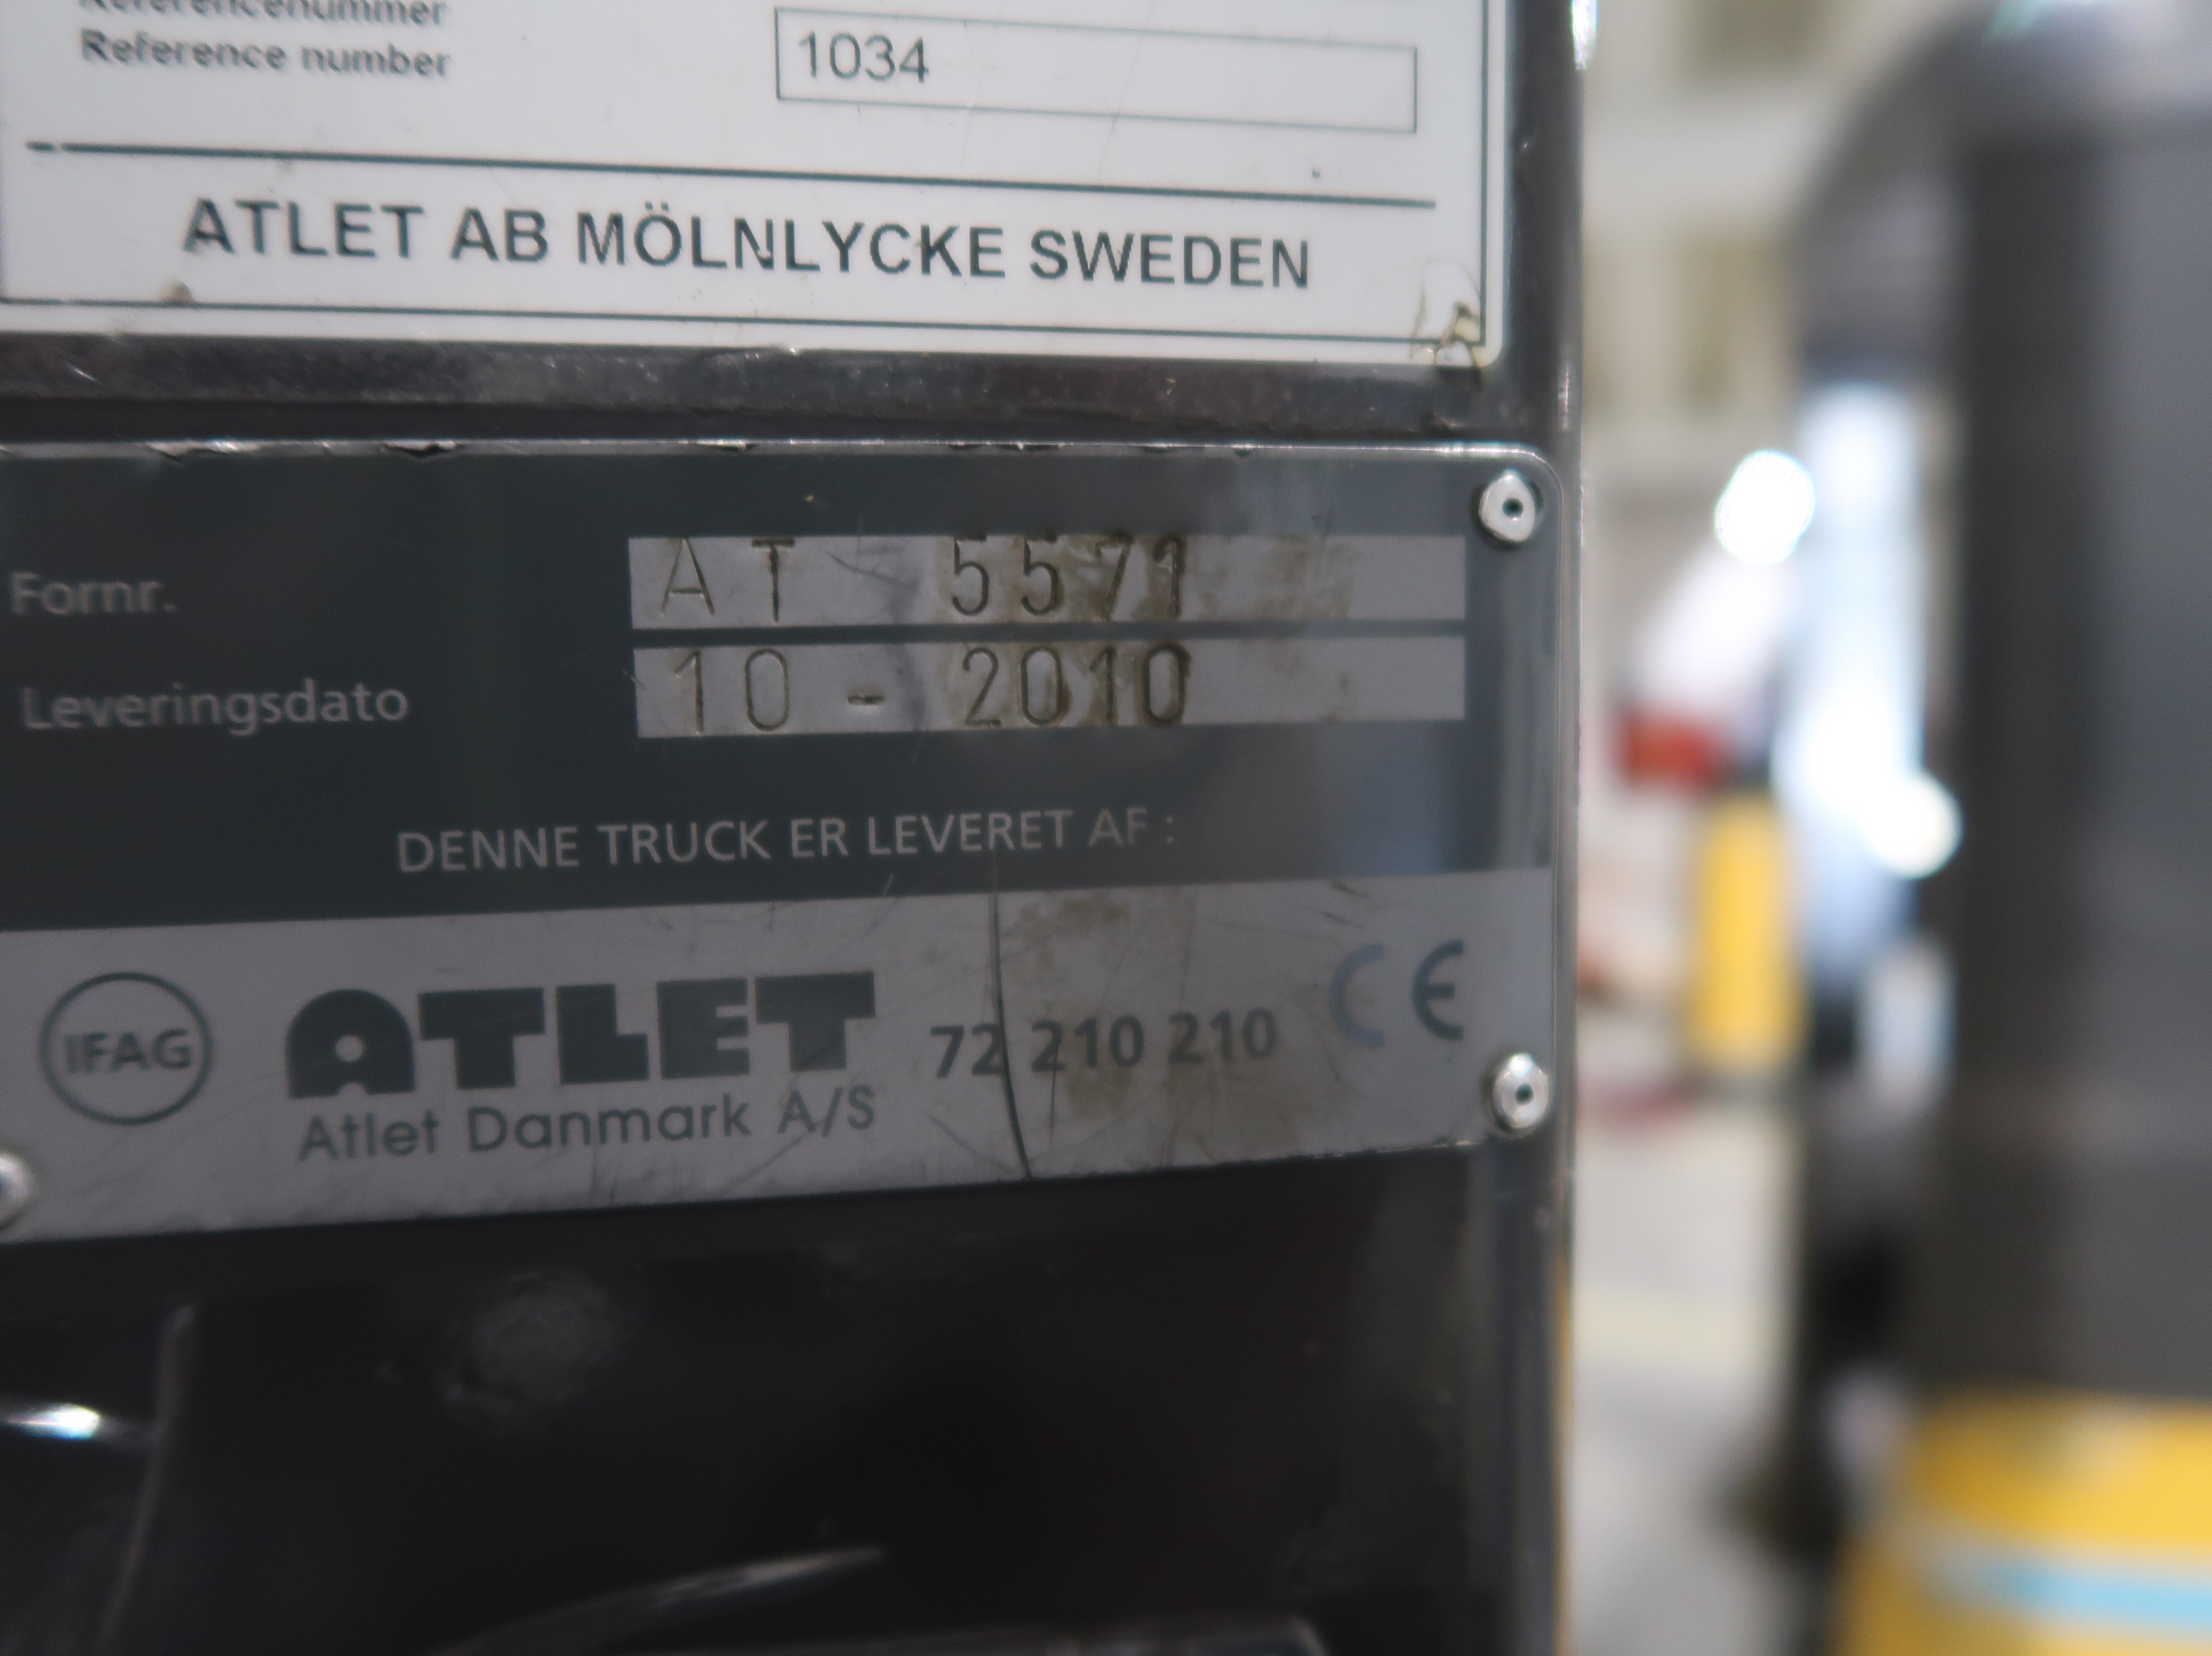 Referencenummer
Reference number 1034
ATLET AB MÖLNLYCKE SWEDEN
Fornr. AT 5571
Leveringsdato 10-2010
DENNE TRUCK ER LEVERET AF :
IFAG ATLET 72 210 210 CE
Atlet Danmark A/S